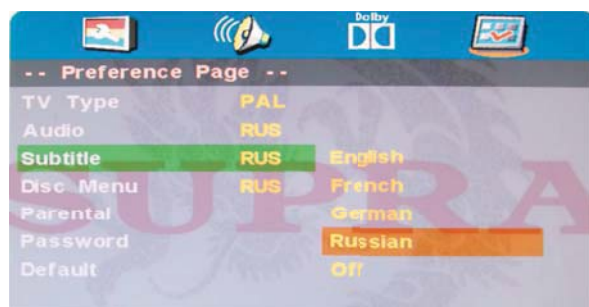 Dolby
-- Preference Page --
TV Type PAL
Audio RUS
Subtitle RUS English
Disc Menu RUS French
Parental German
Password Russian
Default Off
SUPRA